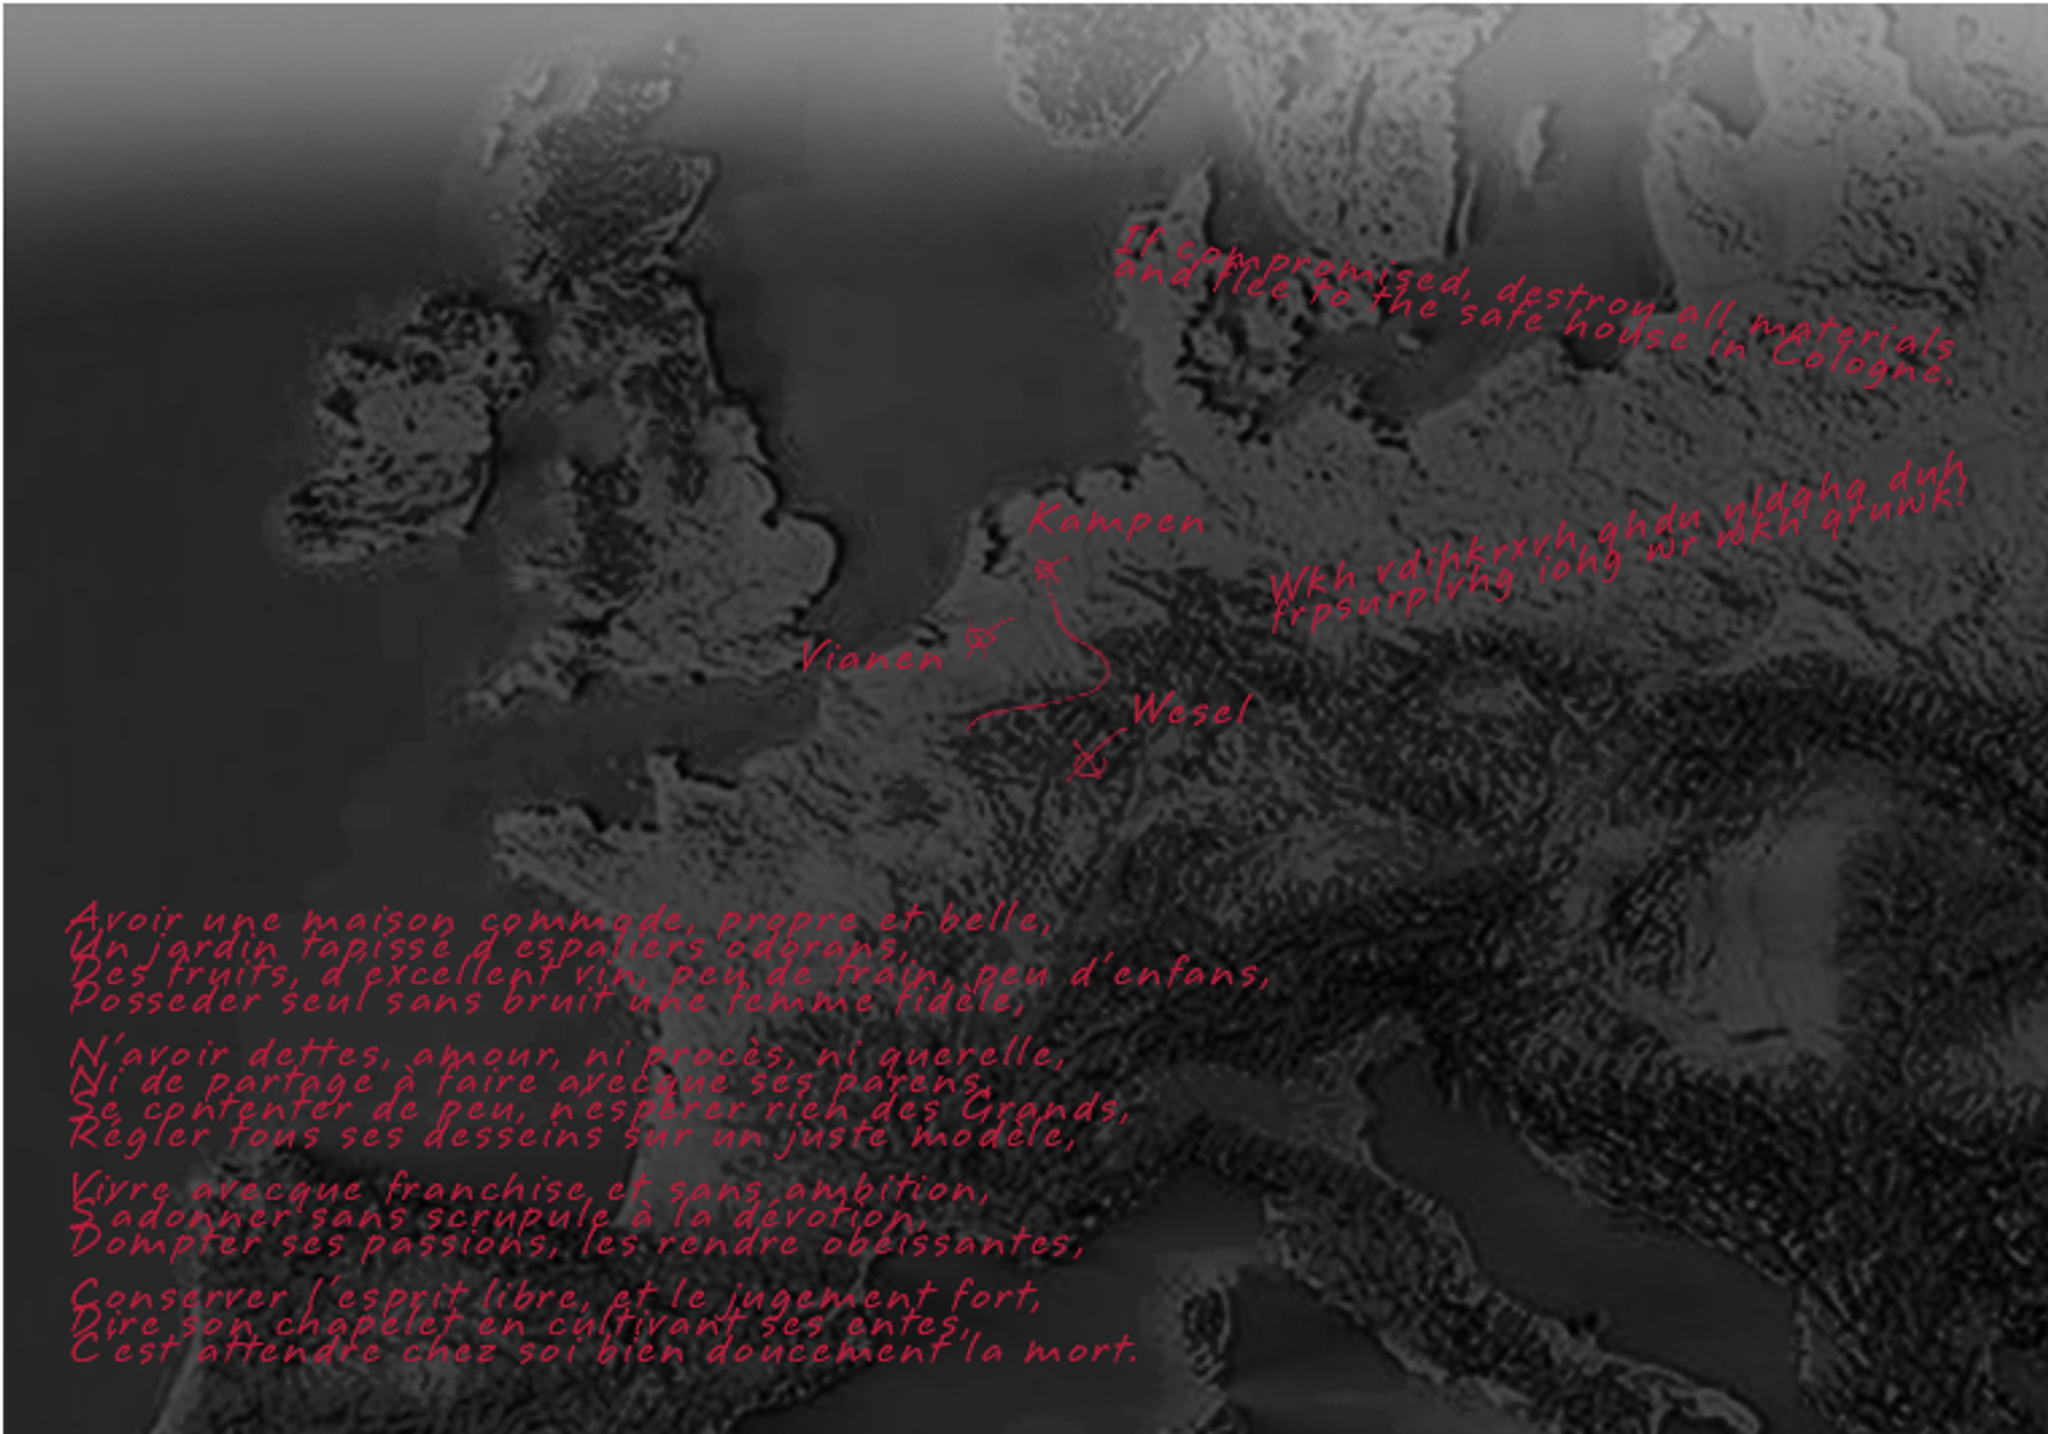 If compromised, destroy all materials
and flee to the safe house in Cologne.
Wkh vdihkrxvh qhdu yldqhq duh
frpsurplvhg iohg wr wkh qruwk!
Kampen
Vianen
Wesel
Avoir une maison commode, propre et belle,
Un jardin tapissé d'espaliers odorans,
Des fruits, d'excellent vin, peu de train, peu d'enfans,
Posseder seul sans bruit une femme fidèle,
N'avoir dettes, amour, ni procès, ni querelle,
Ni de partage à faire avecque ses parens,
Se contenter de peu, n'espérer rien des Grands,
Régler tous ses desseins sur un juste modèle,
Vivre avecque franchise et sans ambition,
S'adonner sans scrupule à la dévotion,
Dompter ses passions, les rendre obéissantes,
Conserver l'esprit libre, et le jugement fort,
Dire son chapelet en cultivant ses entes,
C'est attendre chez soi bien doucement la mort.